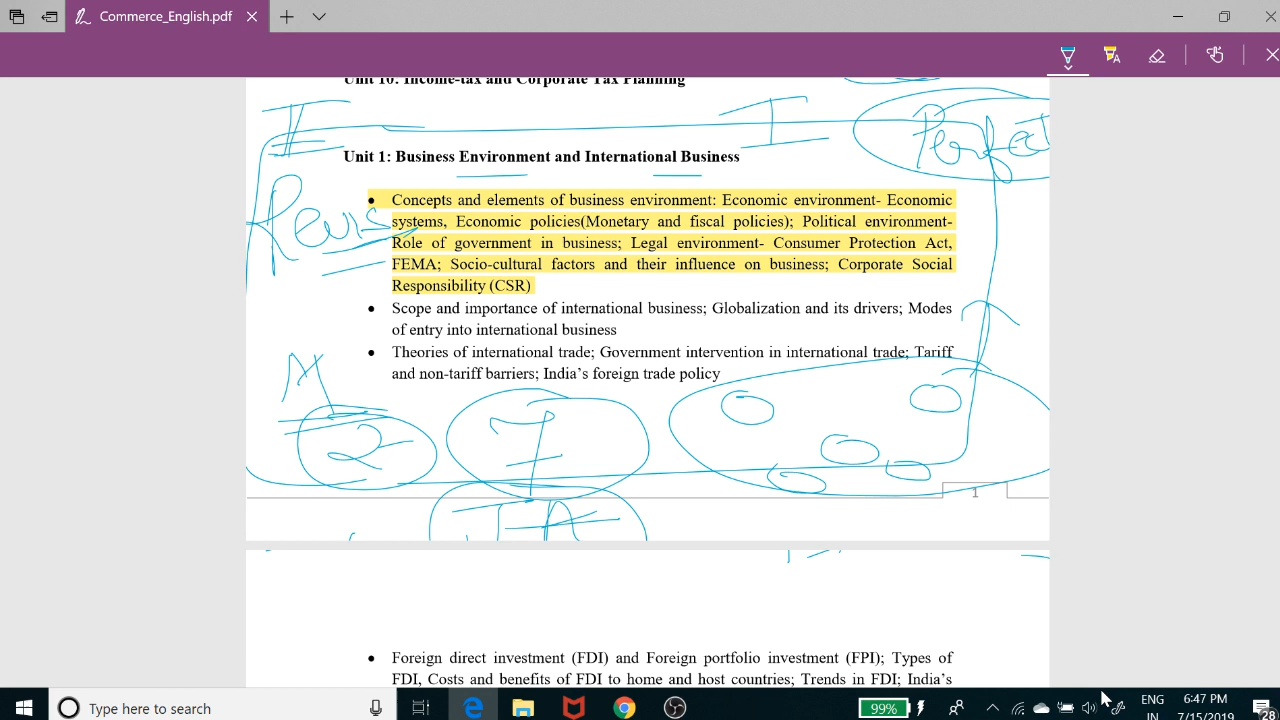 Commerce_English.pdf
Unit 10: Income-tax and Corporate Tax Planning
Perfect
Unit 1: Business Environment and International Business
• Concepts and elements of business environment: Economic environment- Economic
systems, Economic policies(Monetary and fiscal policies); Political environment-
Role of government in business; Legal environment- Consumer Protection Act,
FEMA; Socio-cultural factors and their influence on business; Corporate Social
Responsibility (CSR)
• Scope and importance of international business; Globalization and its drivers; Modes
of entry into international business
• Theories of international trade; Government intervention in international trade; Tariff
and non-tariff barriers; India’s foreign trade policy
2
1
• Foreign direct investment (FDI) and Foreign portfolio investment (FPI); Types of
FDI, Costs and benefits of FDI to home and host countries; Trends in FDI; India’s
Type here to search
99%
ENG
IN
6:47 PM
7/15/2019